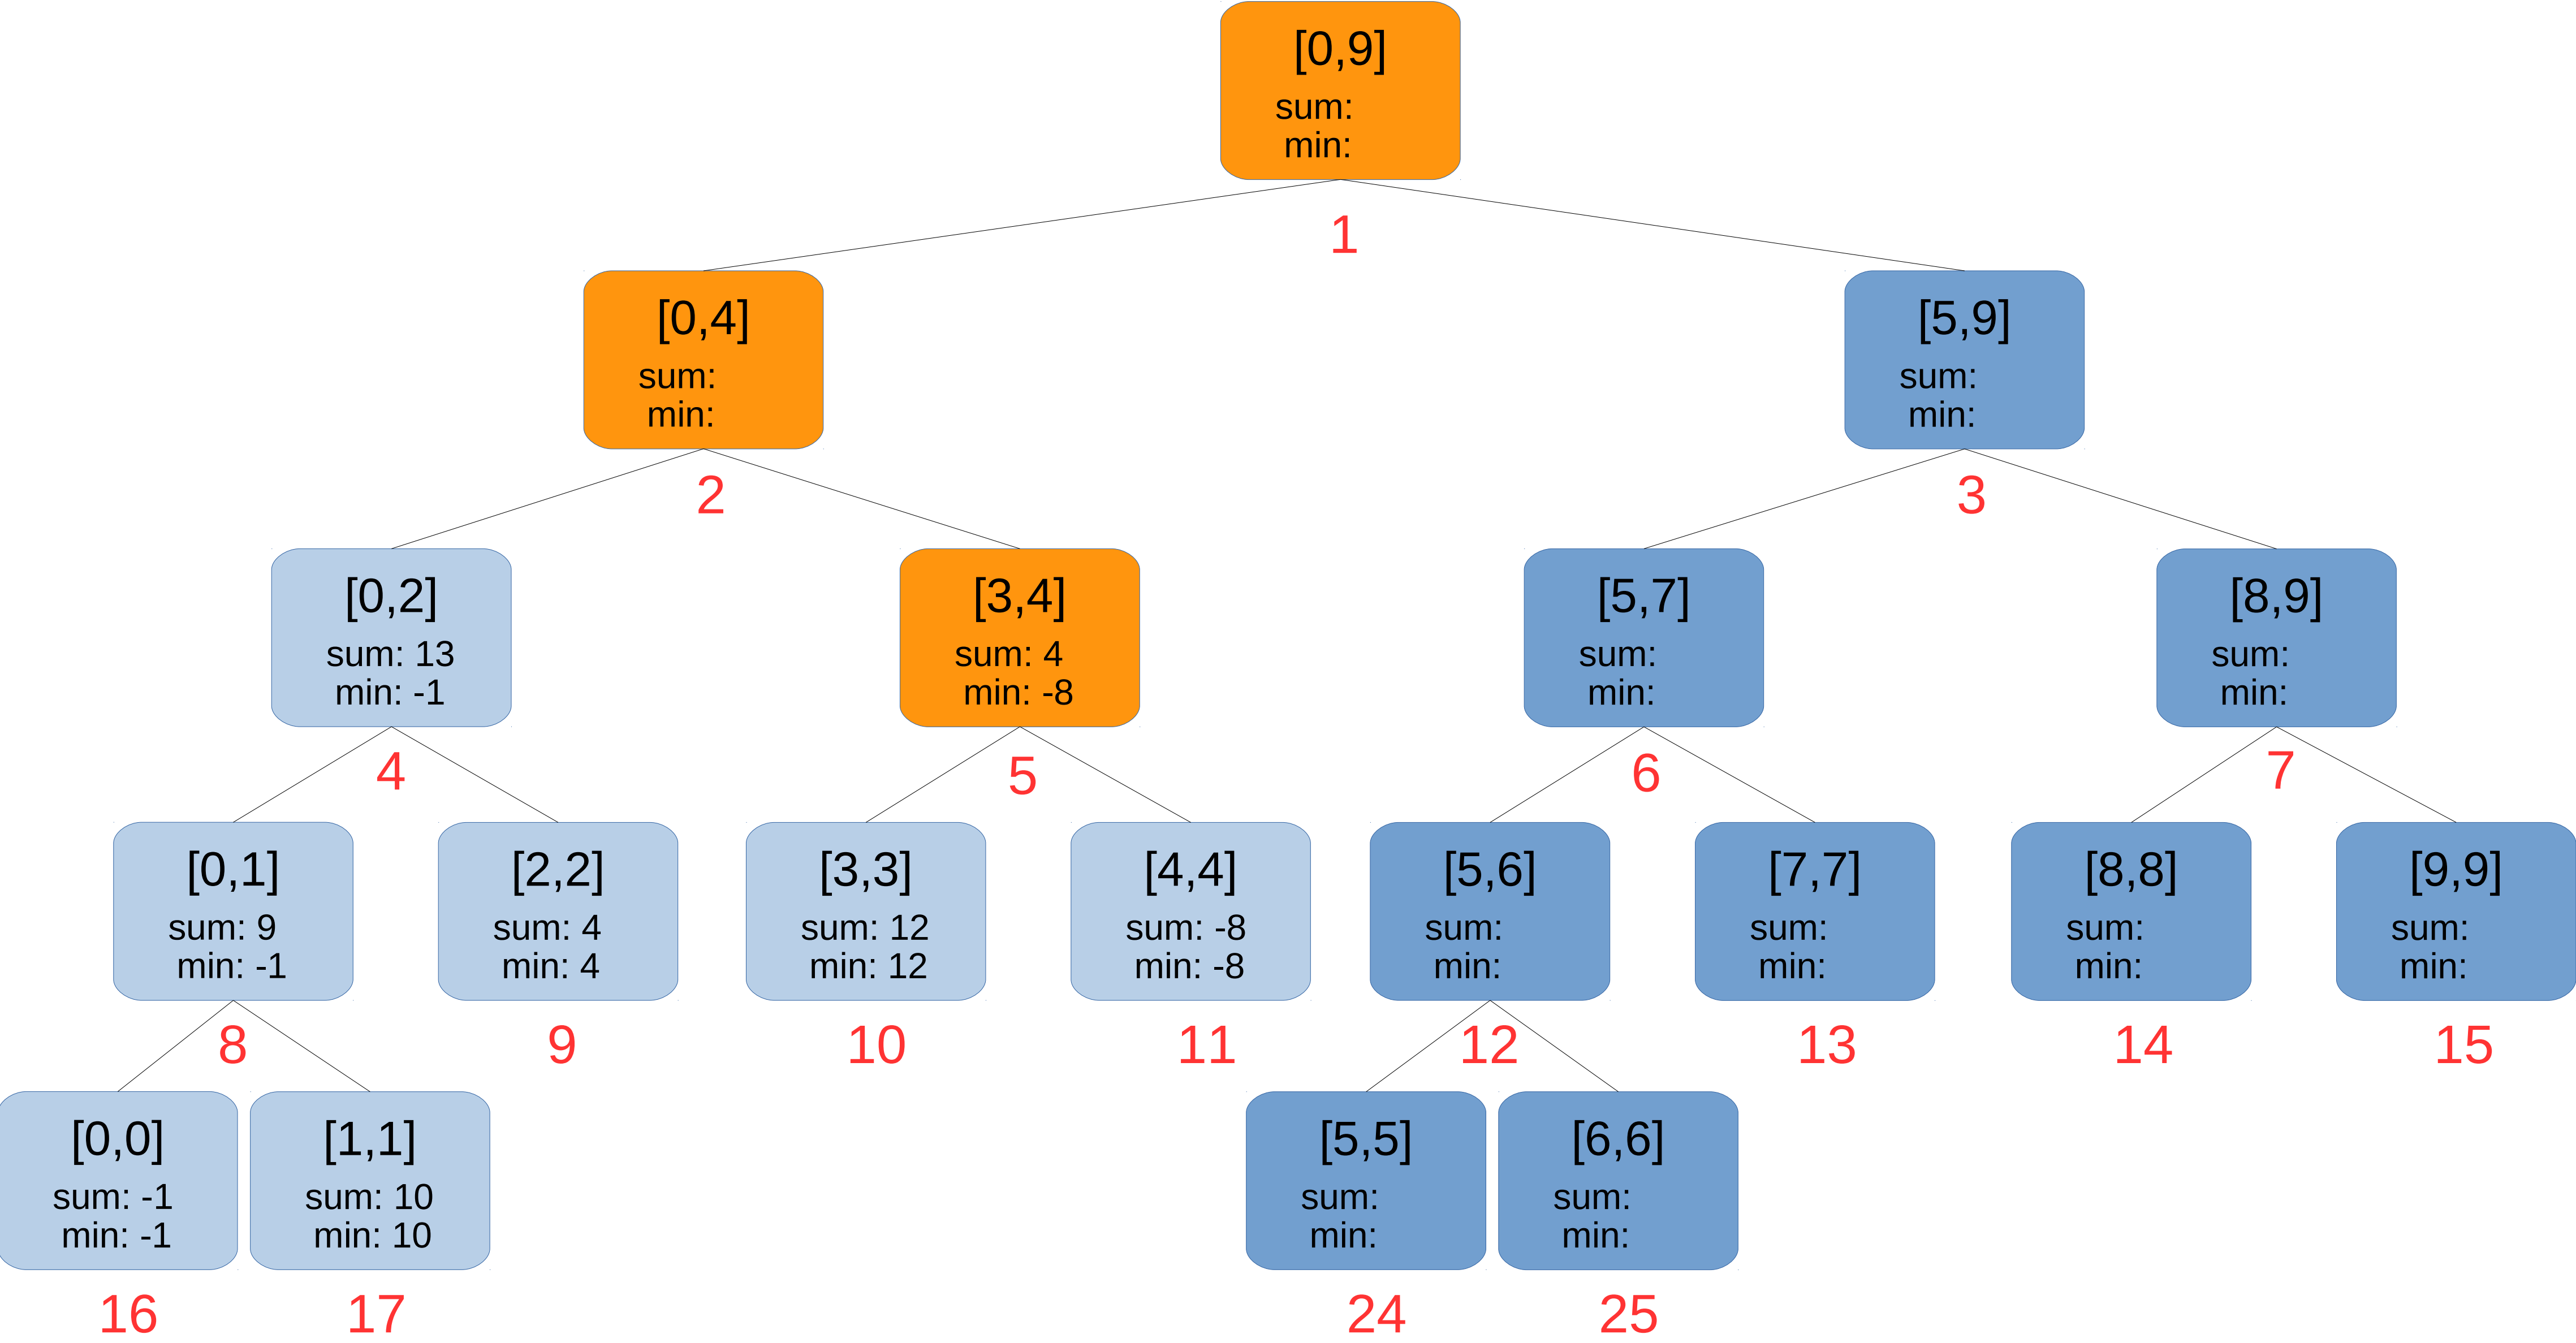 [0,9]
sum:
min:
1
[0,4]
sum:
min:
[5,9]
sum:
min:
2
3
[0,2]
sum: 13
min: -1
[3,4]
sum: 4
min: -8
[5,7]
sum:
min:
[8,9]
sum:
min:
4
5
6
7
[0,1]
sum: 9
min: -1
[2,2]
sum: 4
min: 4
[3,3]
sum: 12
min: 12
[4,4]
sum: -8
min: -8
[5,6]
sum:
min:
[7,7]
sum:
min:
[8,8]
sum:
min:
[9,9]
sum:
min:
8
9
10
11
12
13
14
15
[0,0]
sum: -1
min: -1
[1,1]
sum: 10
min: 10
[5,5]
sum:
min:
[6,6]
sum:
min:
16
17
24
25